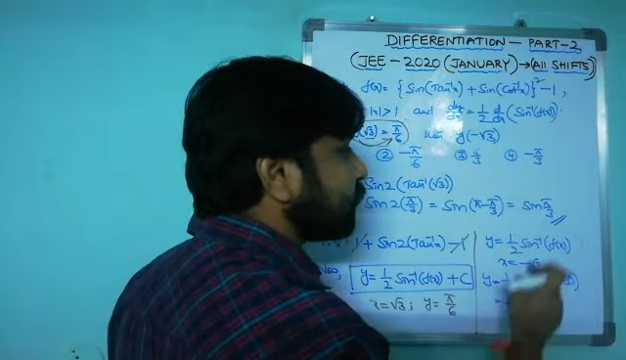 DIFFERENTIATION — PART-2
(JEE — 2020 (JANUARY) → (All SHIFTS)
f(x) = {Sin(Tan⁻¹x) + Sin(Cot⁻¹x)}² − 1,
|x| > 1 and dy/dx = 1/2 d/dx (Sin⁻¹(f(x))
(√3) = π/6 then y(−√3)
② −π/6 ③ ④ −π/3
Sin2(Tan⁻¹(√3)
Sin2(π/3) = Sin(π−π/3) = Sinπ/3
1 + Sin2(Tan⁻¹x) − 1
y = 1/2 Sin⁻¹(f(x)) + C
x = √3 ; y = π/6
y = 1/2 Sin⁻¹(f(x))
x = −√3
y = 1